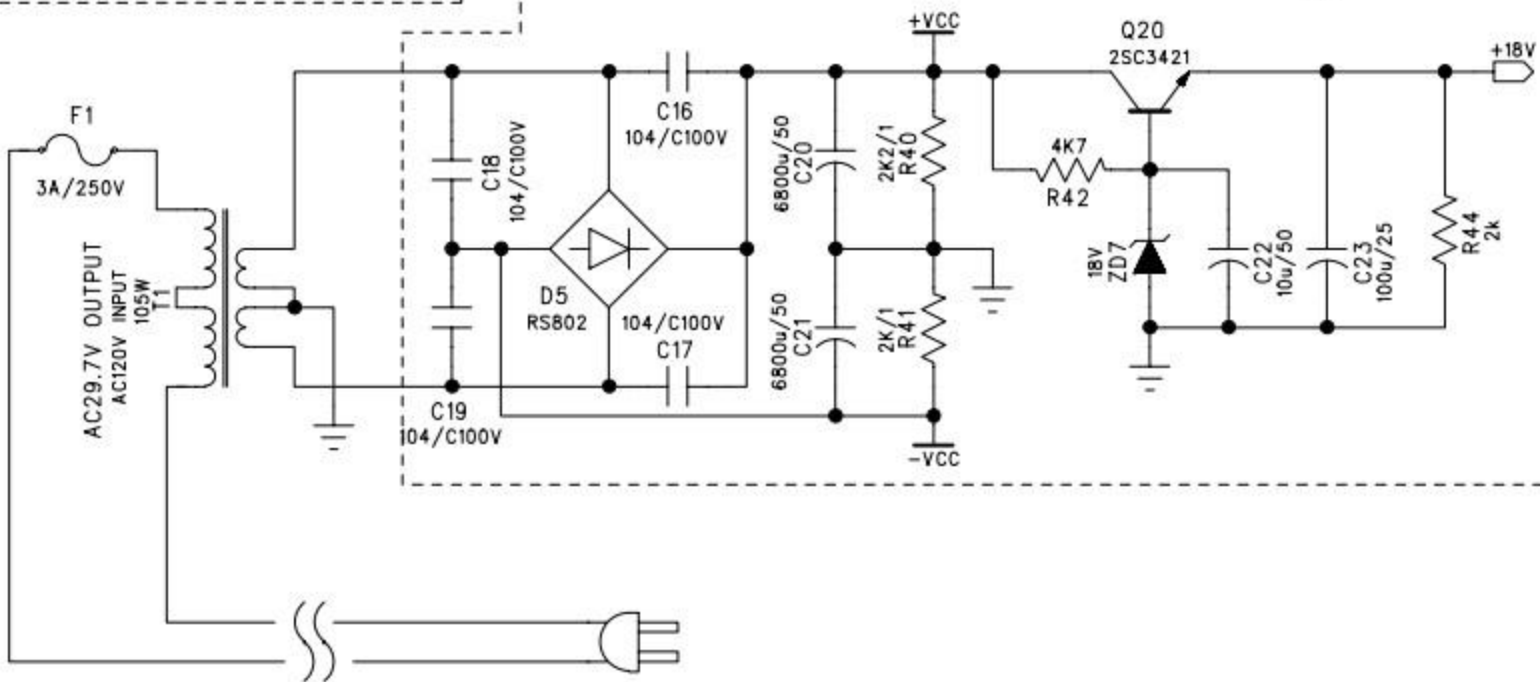 +VCC
Q20
2SC3421
+18V
F1
3A/250V
C16
104/C100V
C18
104/C100V
6800u/50
C20
2K2/1
R40
4K7
R42
AC29.7V OUTPUT
AC120V INPUT
105W
T1
D5
RS802
104/C100V
C17
6800u/50
C21
2K/1
R41
18V
ZD7
C22
10u/50
C23
100u/25
R44
2k
C19
104/C100V
-VCC